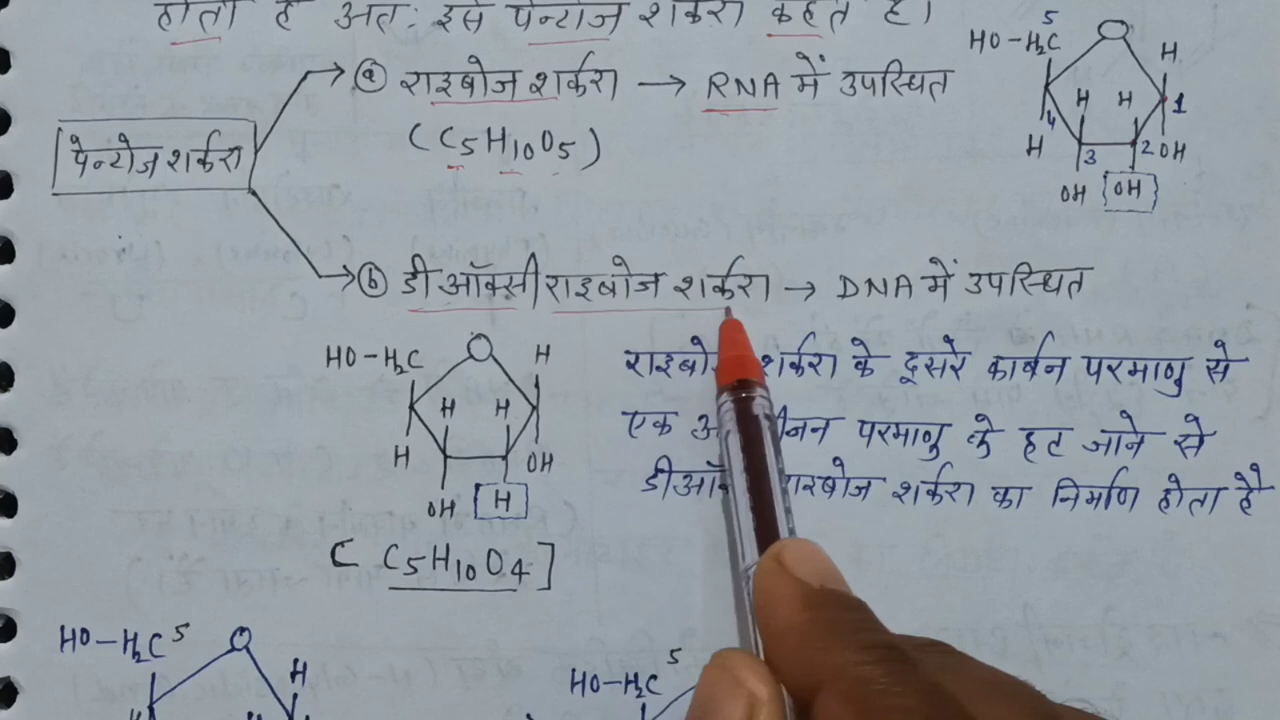 होता है अतः इसे पेन्टोज शर्करा कहते हैं।
पेन्टोज शर्करा
ⓐ राइबोज शर्करा → RNA में उपस्थित
(C5H10O5)
5
HO-H2C
O
H
H H
4 1
H 3 2 OH
OH OH
ⓑ डीऑक्सी राइबोज शर्करा → DNA में उपस्थित
HO-H2C
O
H
H H
H OH
OH H
[C5H10O4]
शर्करा के दूसरे कार्बन परमाणु से
एक परमाणु के हट जाने से
शर्करा का निर्माण होता है
HO-H2C 5
O
H
HO-H2C 5